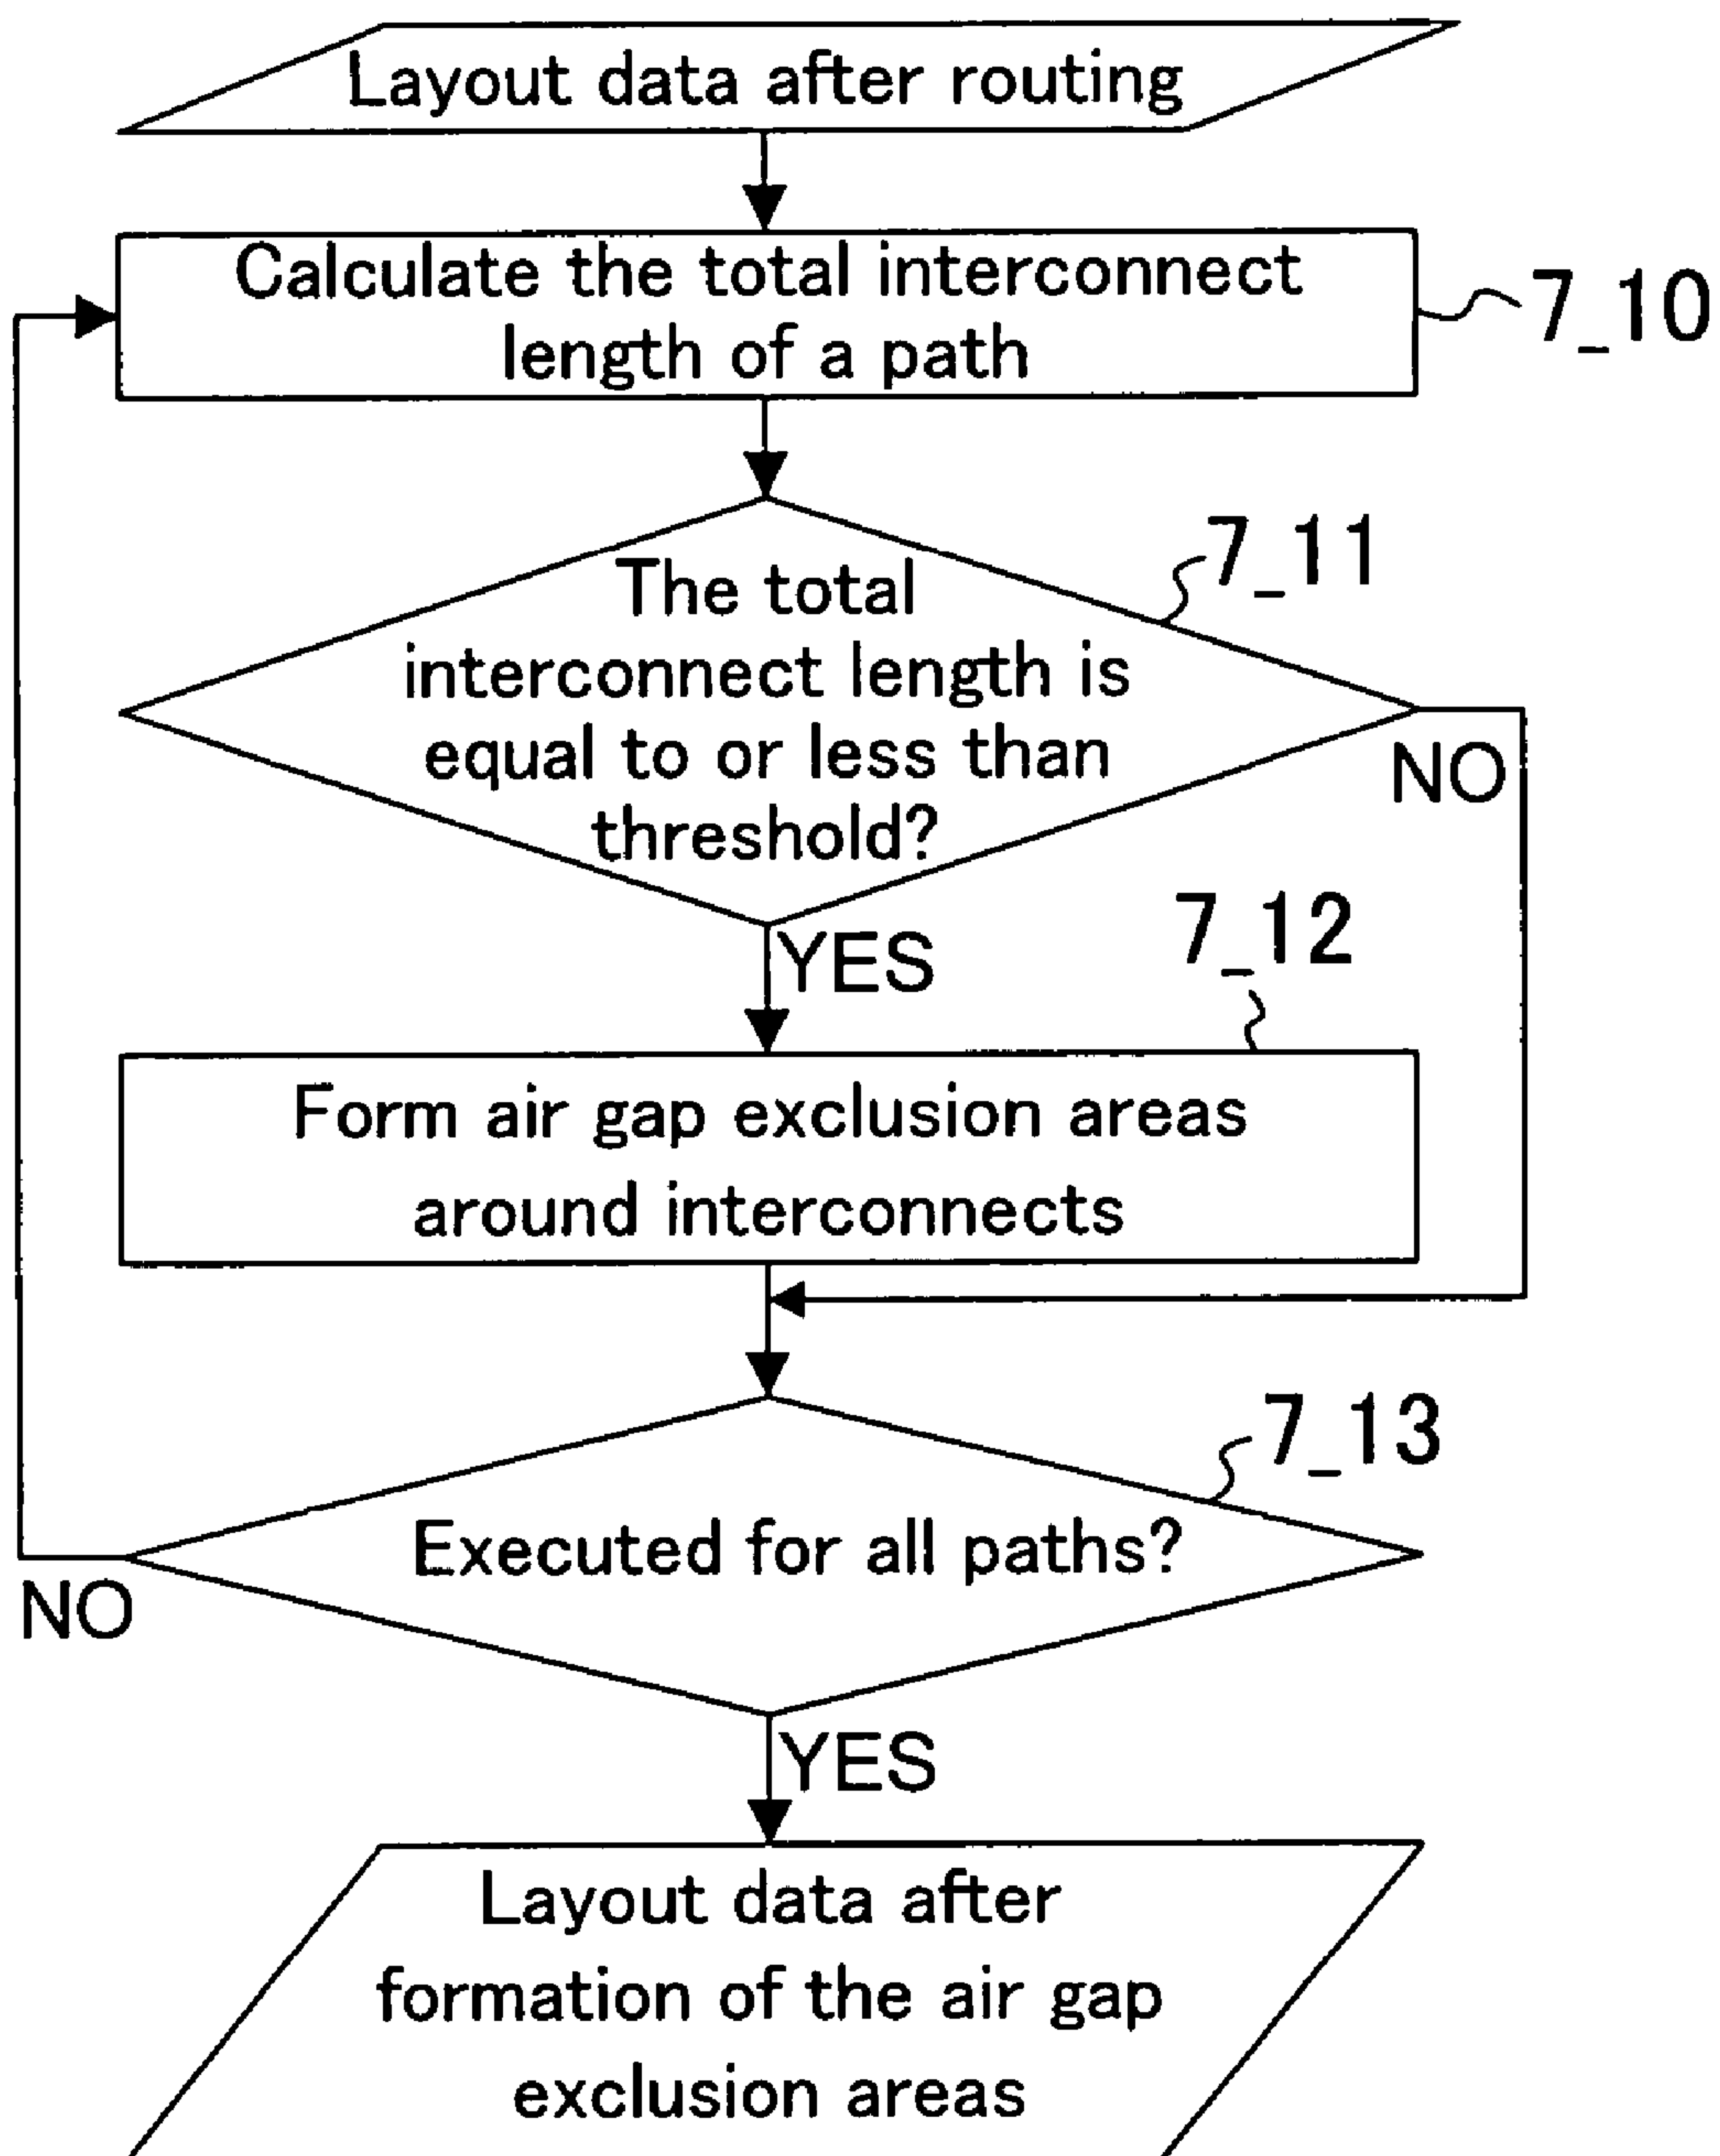 Layout data after routing
Calculate the total interconnect
length of a path
7_10
7_11
The total
interconnect length is
equal to or less than
threshold?
NO
YES
7_12
Form air gap exclusion areas
around interconnects
7_13
Executed for all paths?
NO
YES
Layout data after
formation of the air gap
exclusion areas